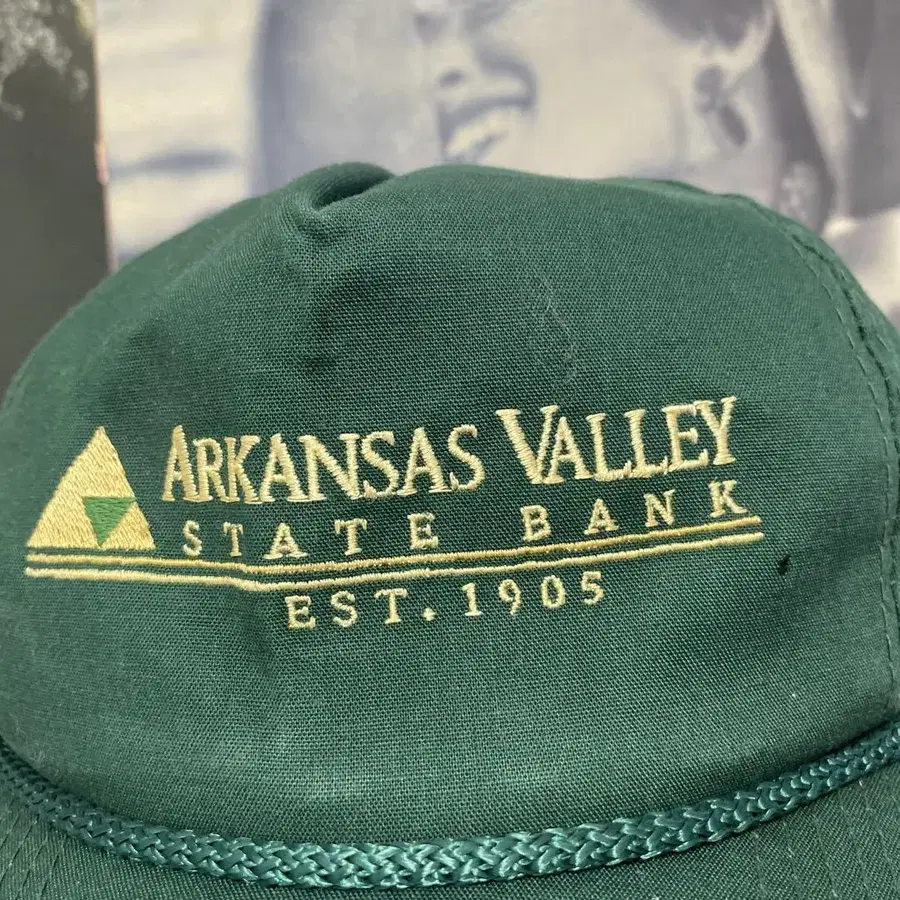 ARKANSAS VALLEY
STATE BANK
EST. 1905